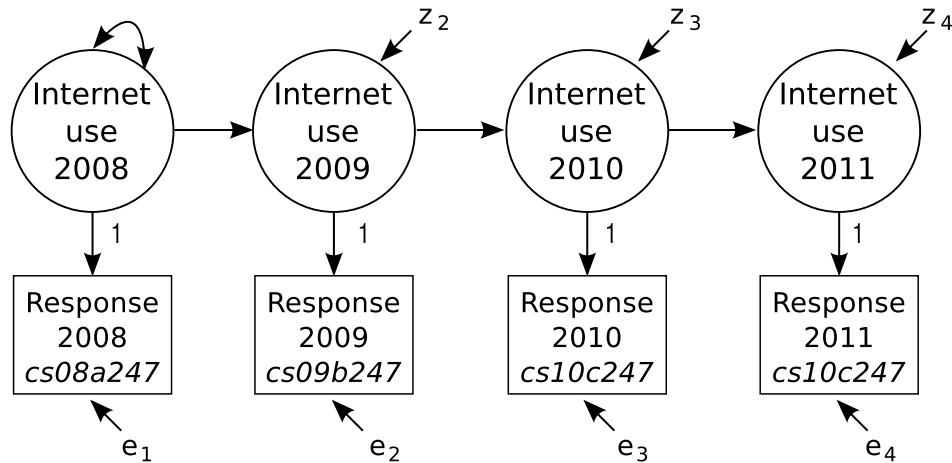 z2
z3
z4
Internet
use
2008
Internet
use
2009
Internet
use
2010
Internet
use
2011
1
1
1
1
Response
2008
cs08a247
Response
2009
cs09b247
Response
2010
cs10c247
Response
2011
cs10c247
e1
e2
e3
e4